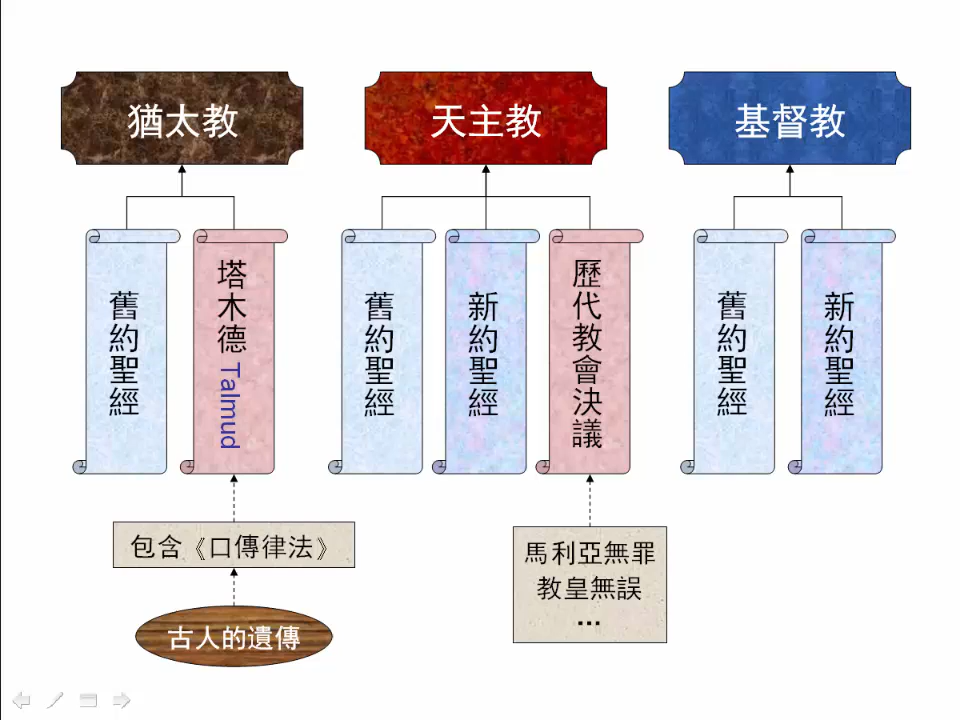 猶太教
天主教
基督教
舊約聖經
塔木德 Talmud
舊約聖經
新約聖經
歷代教會決議
舊約聖經
新約聖經
包含《口傳律法》
古人的遺傳
馬利亞無罪
教皇無誤
...